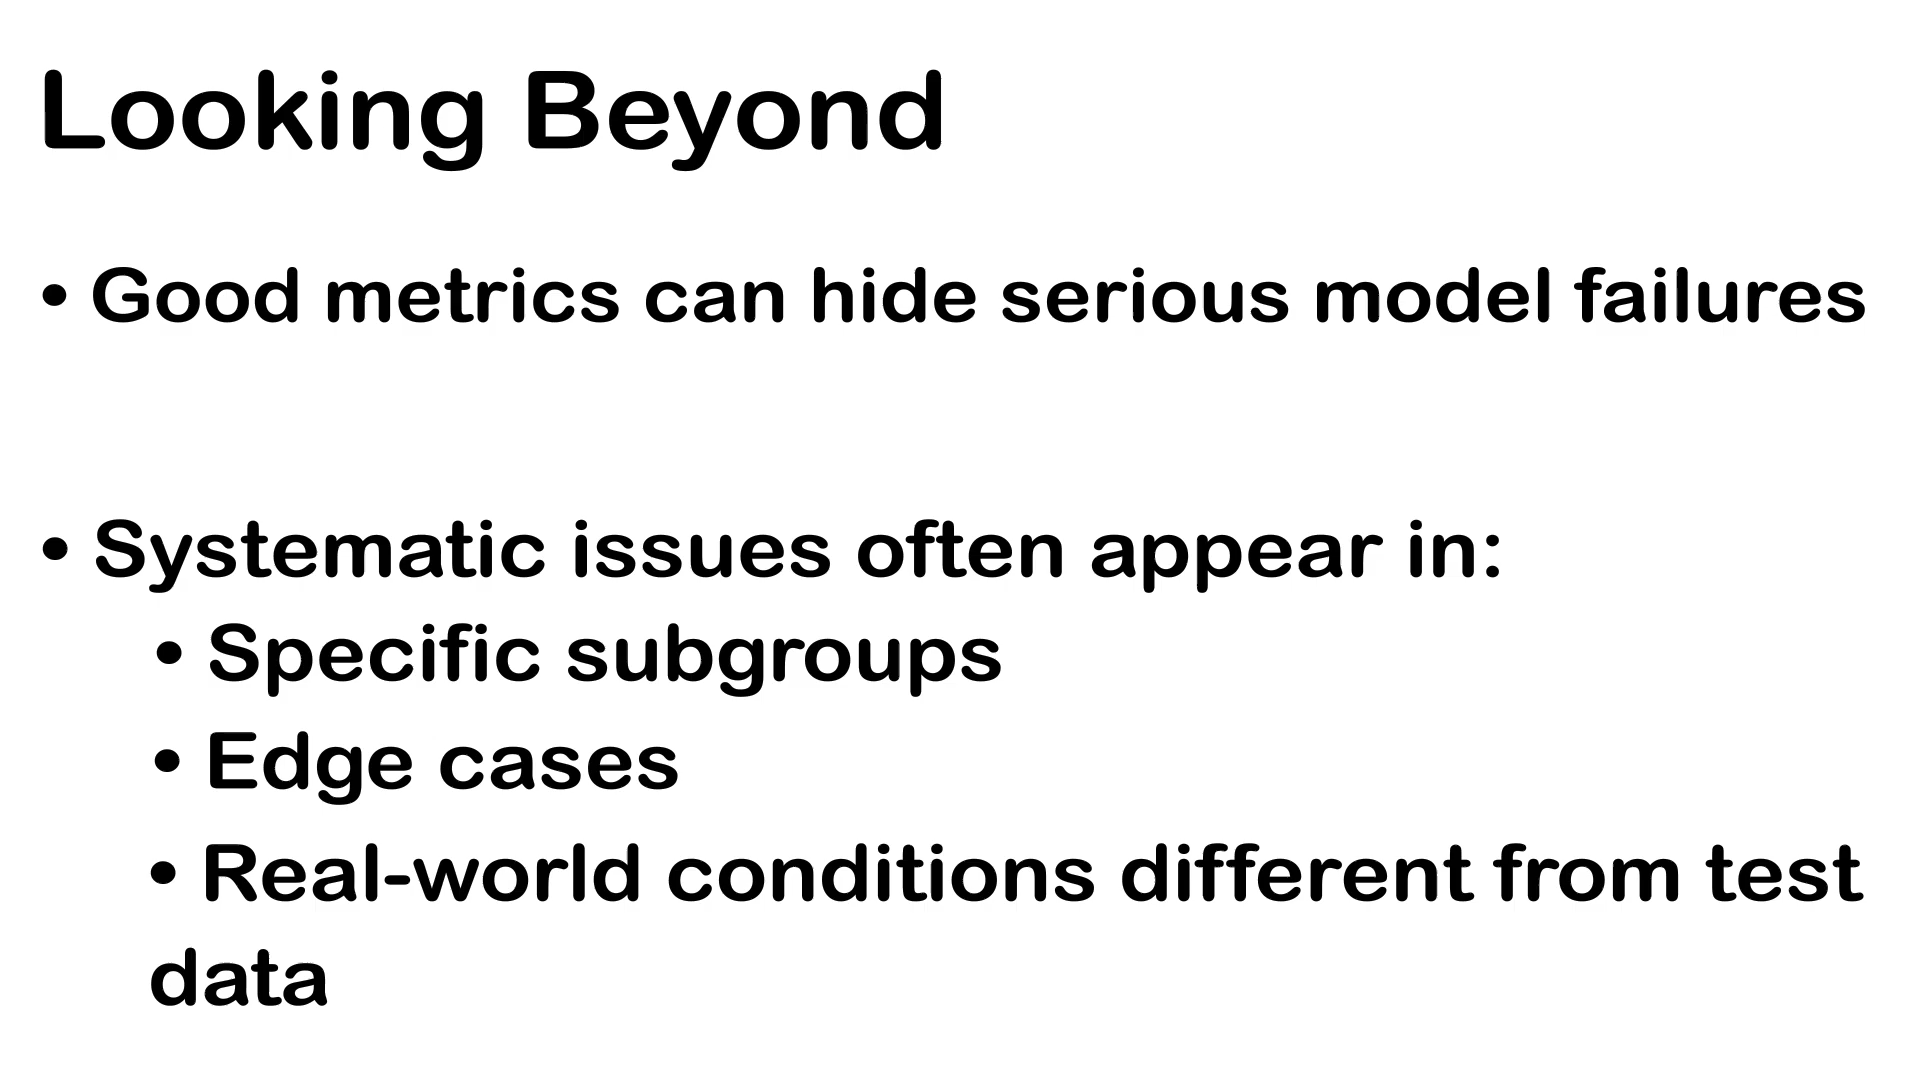 Looking Beyond
• Good metrics can hide serious model failures
• Systematic issues often appear in:
• Specific subgroups
• Edge cases
• Real-world conditions different from test
data